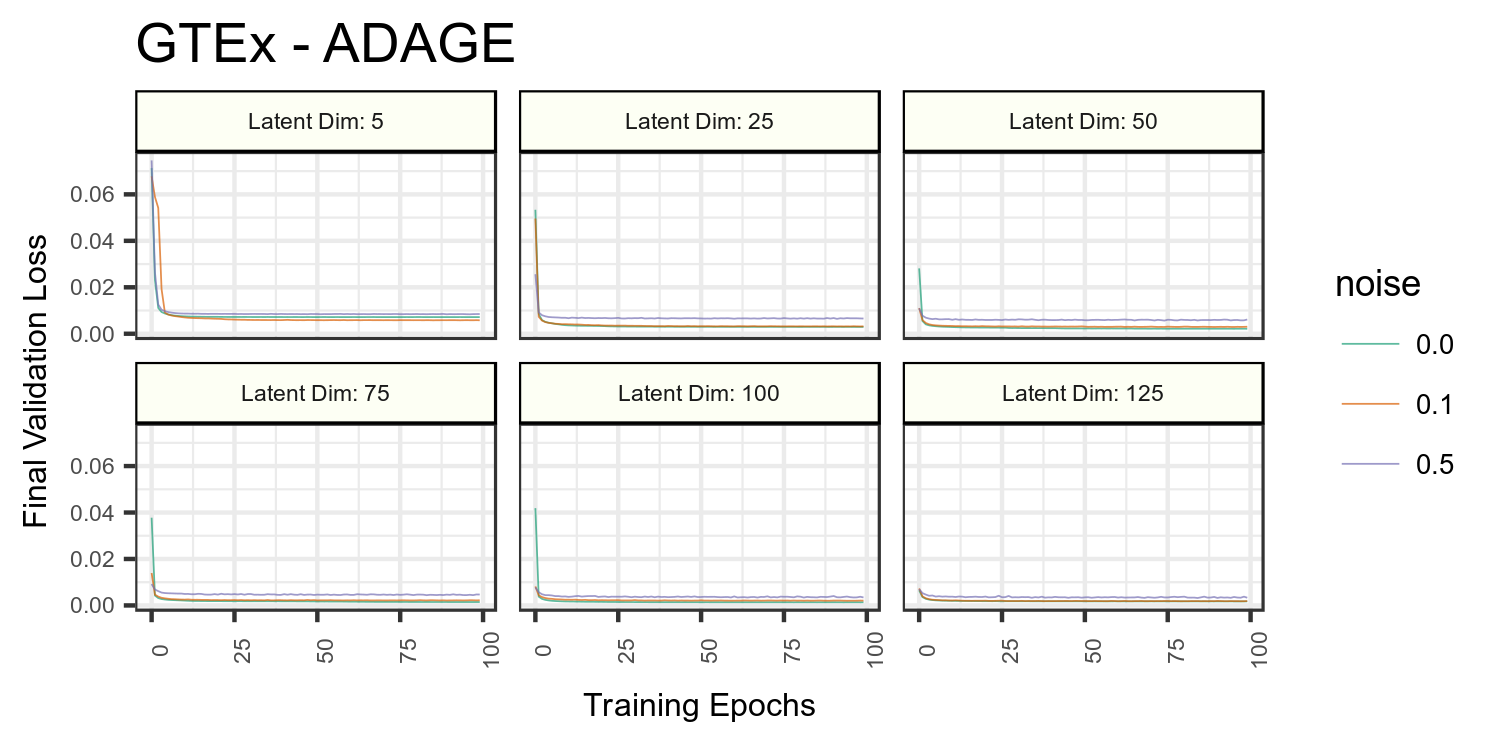 GTEx - ADAGE
Latent Dim: 5
Latent Dim: 25
Latent Dim: 50
0.06
0.04
0.02
0.00
Latent Dim: 75
Latent Dim: 100
Latent Dim: 125
0.06
0.04
0.02
0.00
Final Validation Loss
0 25 50 75 100
0 25 50 75 100
0 25 50 75 100
Training Epochs
noise
0.0
0.1
0.5